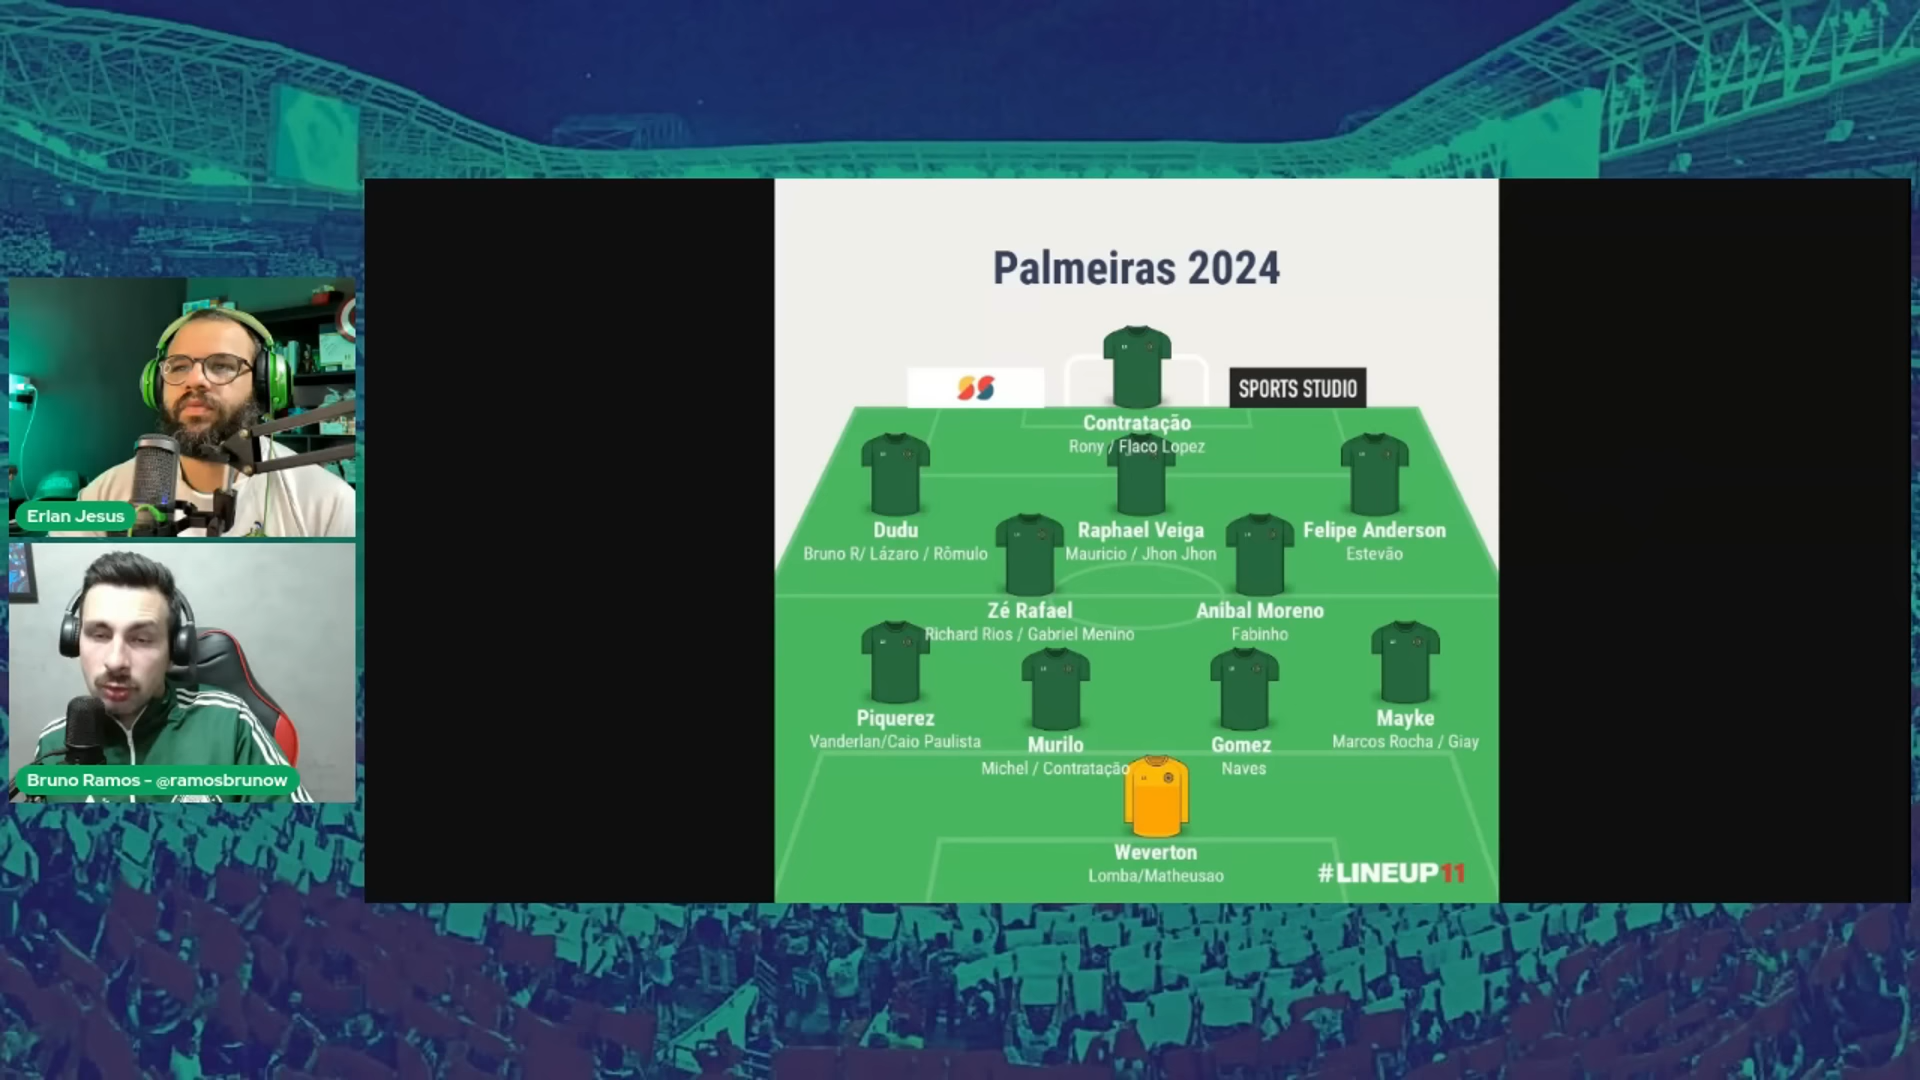 Palmeiras 2024
SPORTS STUDIO
Contratação
Rony / Flaco Lopez
Dudu
Bruno R/ Lázaro / Rômulo
Raphael Veiga
Mauricio / Jhon Jhon
Felipe Anderson
Estevão
Zé Rafael
Richard Rios / Gabriel Menino
Aníbal Moreno
Fabinho
Piquerez
Vanderlan/Caio Paulista
Murilo
Michel / Contratação
Gomez
Naves
Mayke
Marcos Rocha / Giay
Weverton
Lomba/Matheusao
#LINEUP11
Erlan Jesus
Bruno Ramos - @ramosbrunow